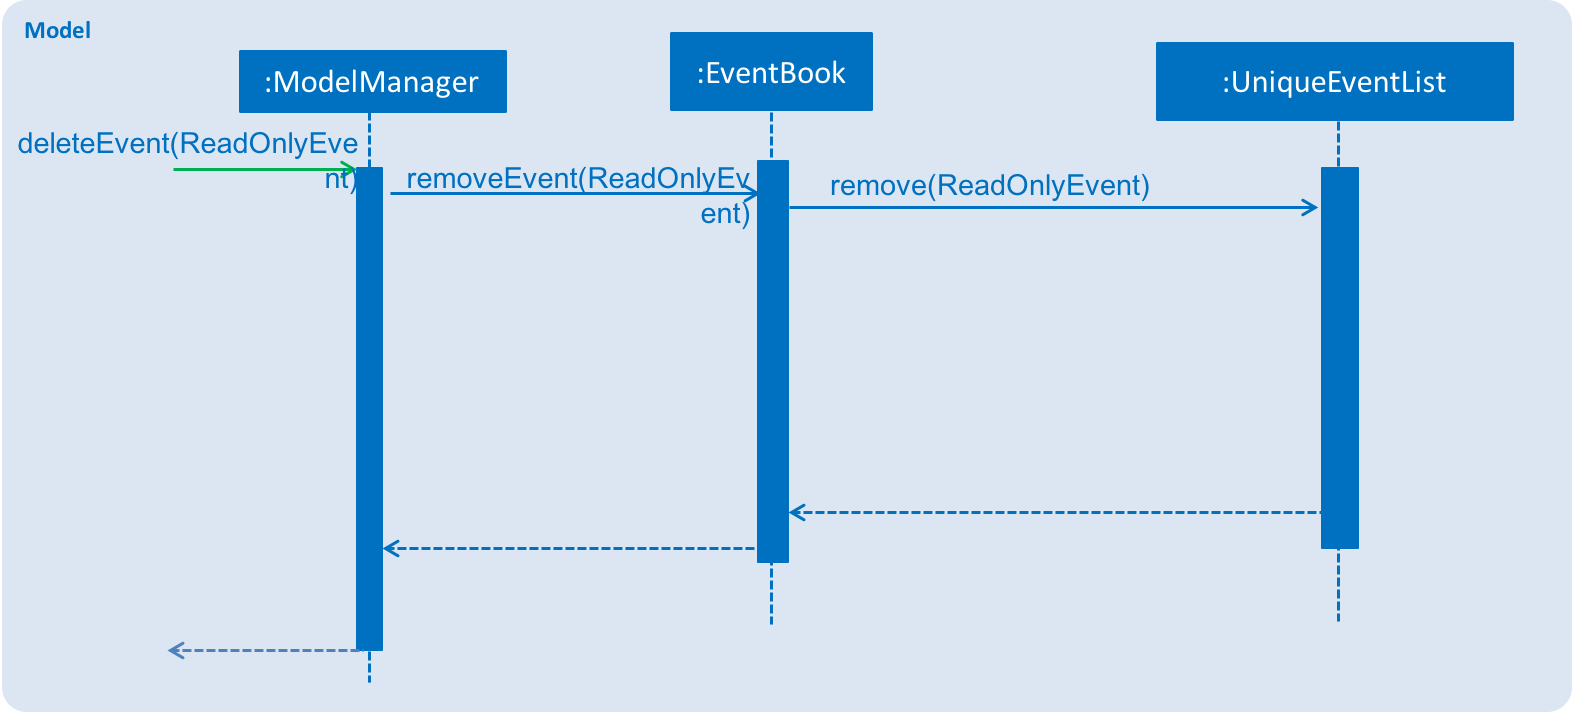 Model
:ModelManager
:EventBook
:UniqueEventList
deleteEvent(ReadOnlyEve
nt)
removeEvent(ReadOnlyEv
ent)
remove(ReadOnlyEvent)